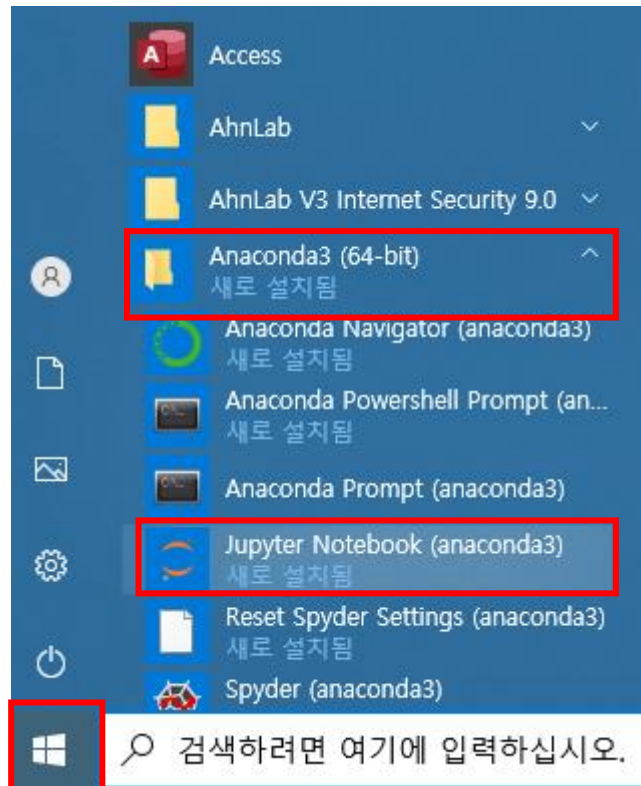 Access
AhnLab
AhnLab V3 Internet Security 9.0
Anaconda3 (64-bit)
새로 설치됨
Anaconda Navigator (anaconda3)
새로 설치됨
Anaconda Powershell Prompt (an...
새로 설치됨
Anaconda Prompt (anaconda3)
Jupyter Notebook (anaconda3)
새로 설치됨
Reset Spyder Settings (anaconda3)
새로 설치됨
Spyder (anaconda3)
검색하려면 여기에 입력하십시오.